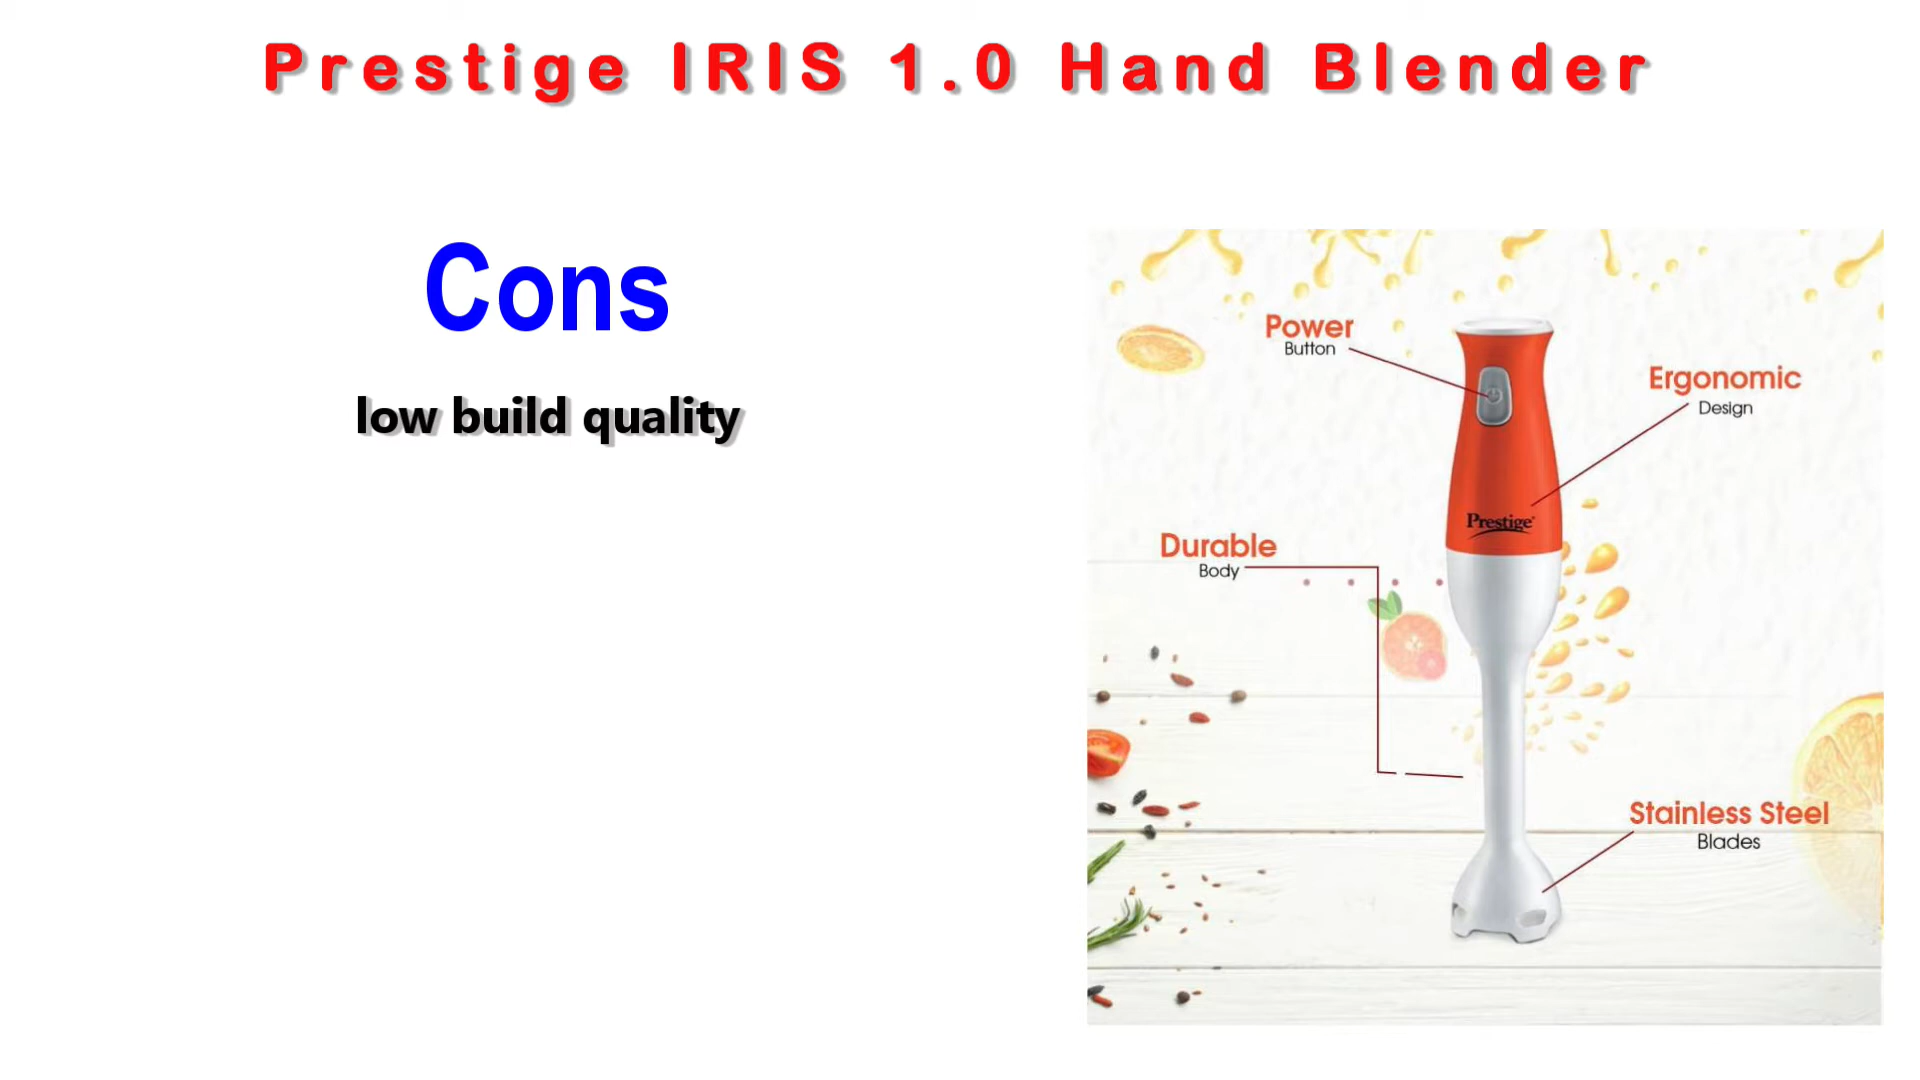 Prestige IRIS 1.0 Hand Blender
Cons
low build quality
Power
Button
Ergonomic
Design
Prestige
Durable
Body
Stainless Steel
Blades